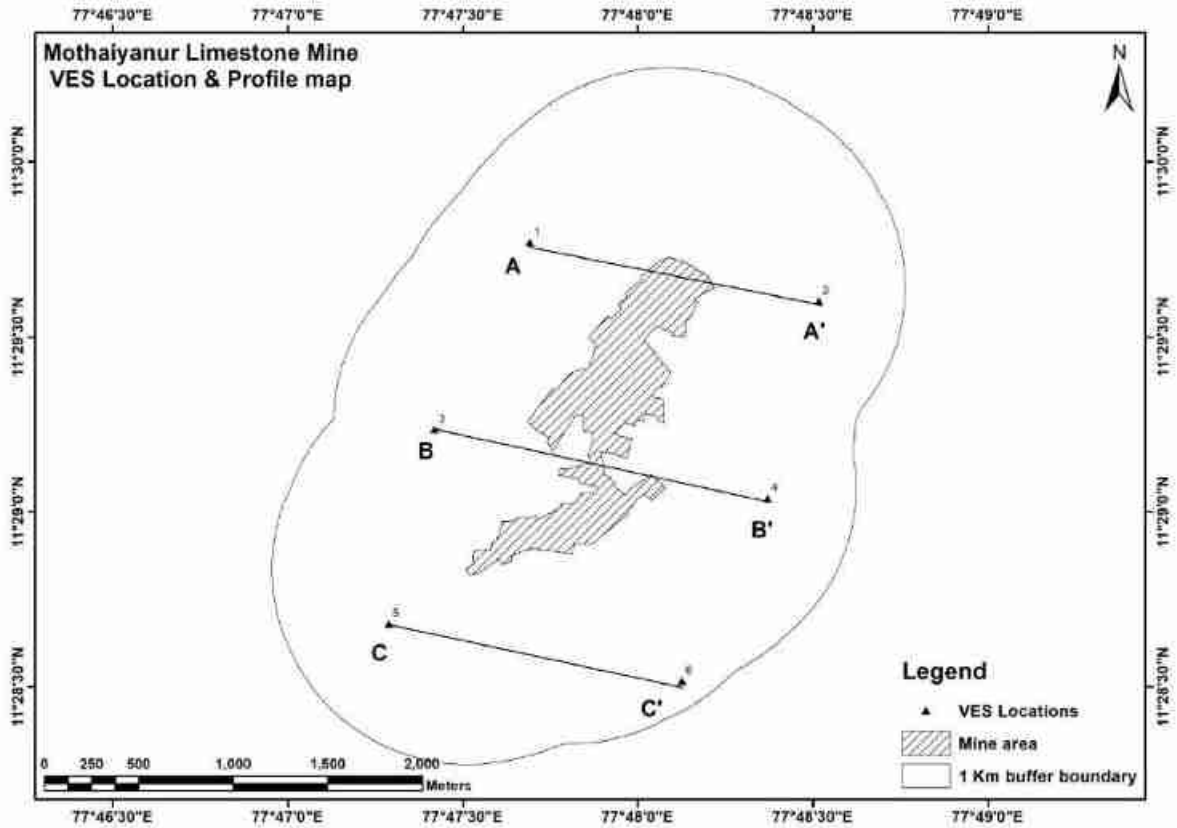 77°46'30"E 77°47'0"E 77°47'30"E 77°48'0"E 77°48'30"E 77°49'0"E
Mothaiyanur Limestone Mine
VES Location & Profile map
N
11°30'0"N 11°30'0"N
1
A
2
A'
11°29'30"N 11°29'30"N
3
B
4
B'
11°29'0"N 11°29'0"N
5
C
6
C'
11°28'30"N 11°28'30"N
Legend
VES Locations
Mine area
1 Km buffer boundary
0 250 500 1,000 1,500 2,000
Meters
77°46'30"E 77°47'0"E 77°47'30"E 77°48'0"E 77°48'30"E 77°49'0"E